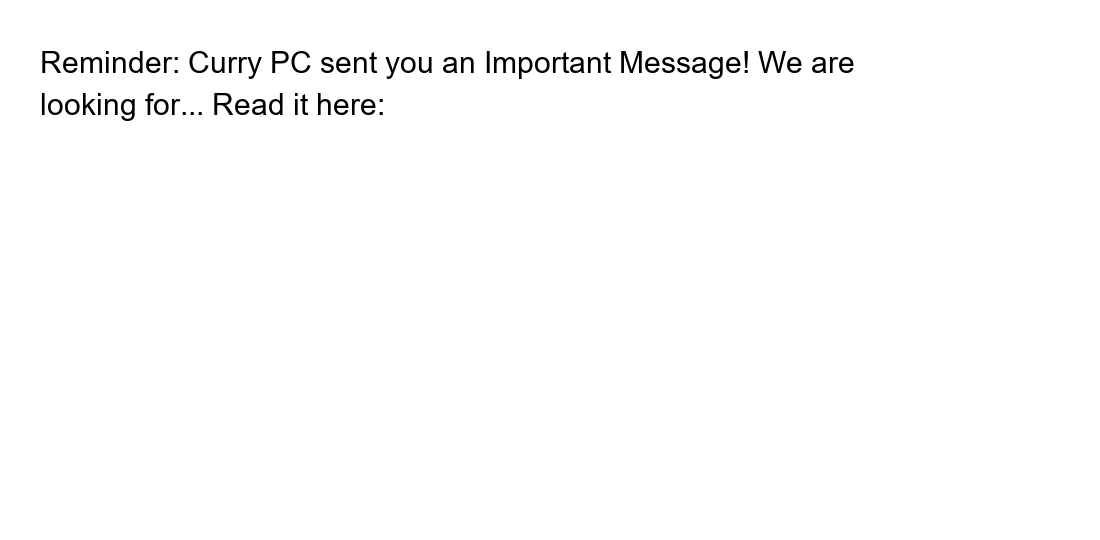 Reminder: Curry PC sent you an Important Message! We are
looking for... Read it here: